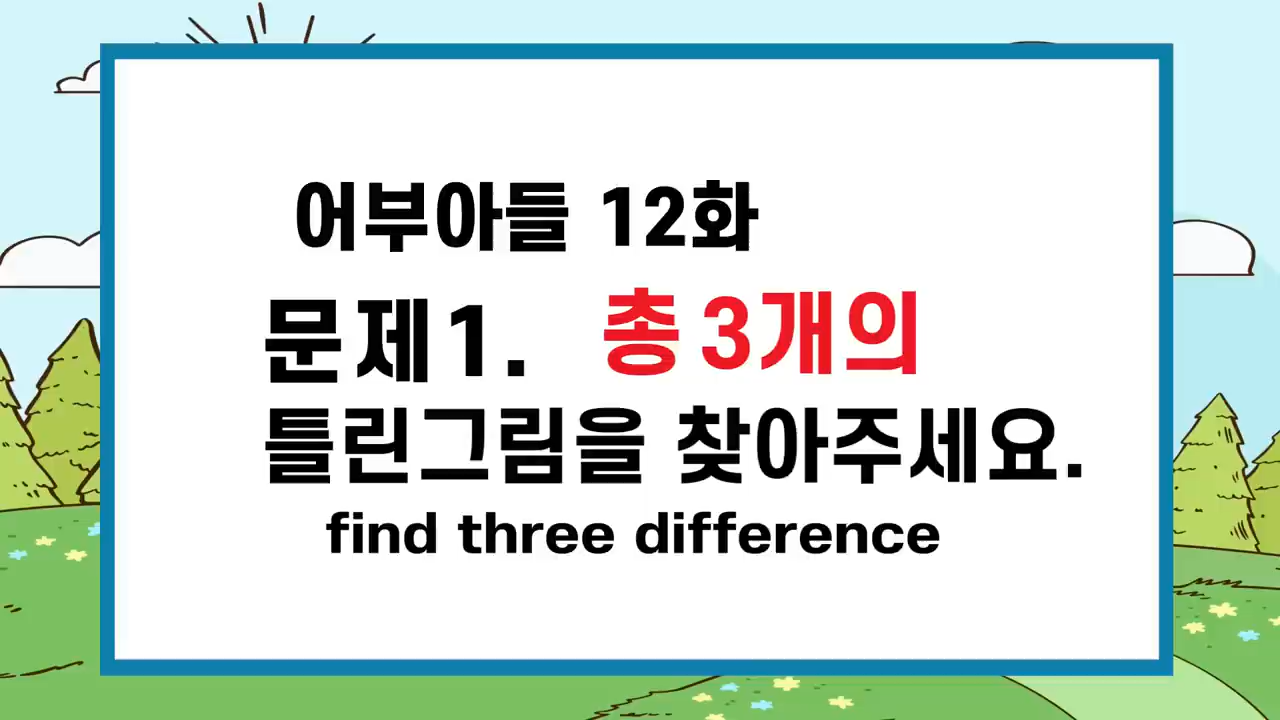 어부아들 12화
문제1. 총3개의
틀린그림을 찾아주세요.
find three difference